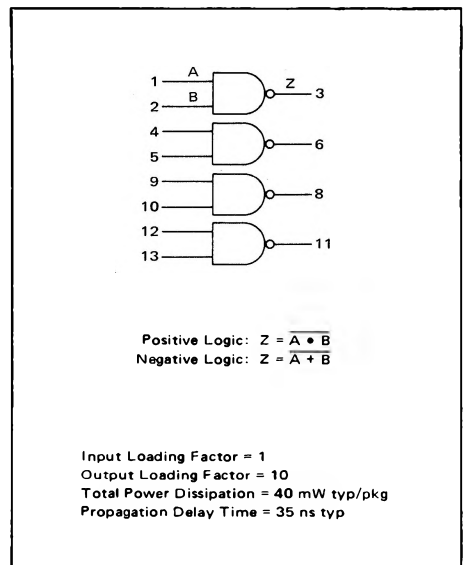 A
1
Z
3
B
2
4
6
5
9
8
10
12
11
13
Positive Logic: Z = A • B
Negative Logic: Z = A + B
Input Loading Factor = 1
Output Loading Factor = 10
Total Power Dissipation = 40 mW typ/pkg
Propagation Delay Time = 35 ns typ